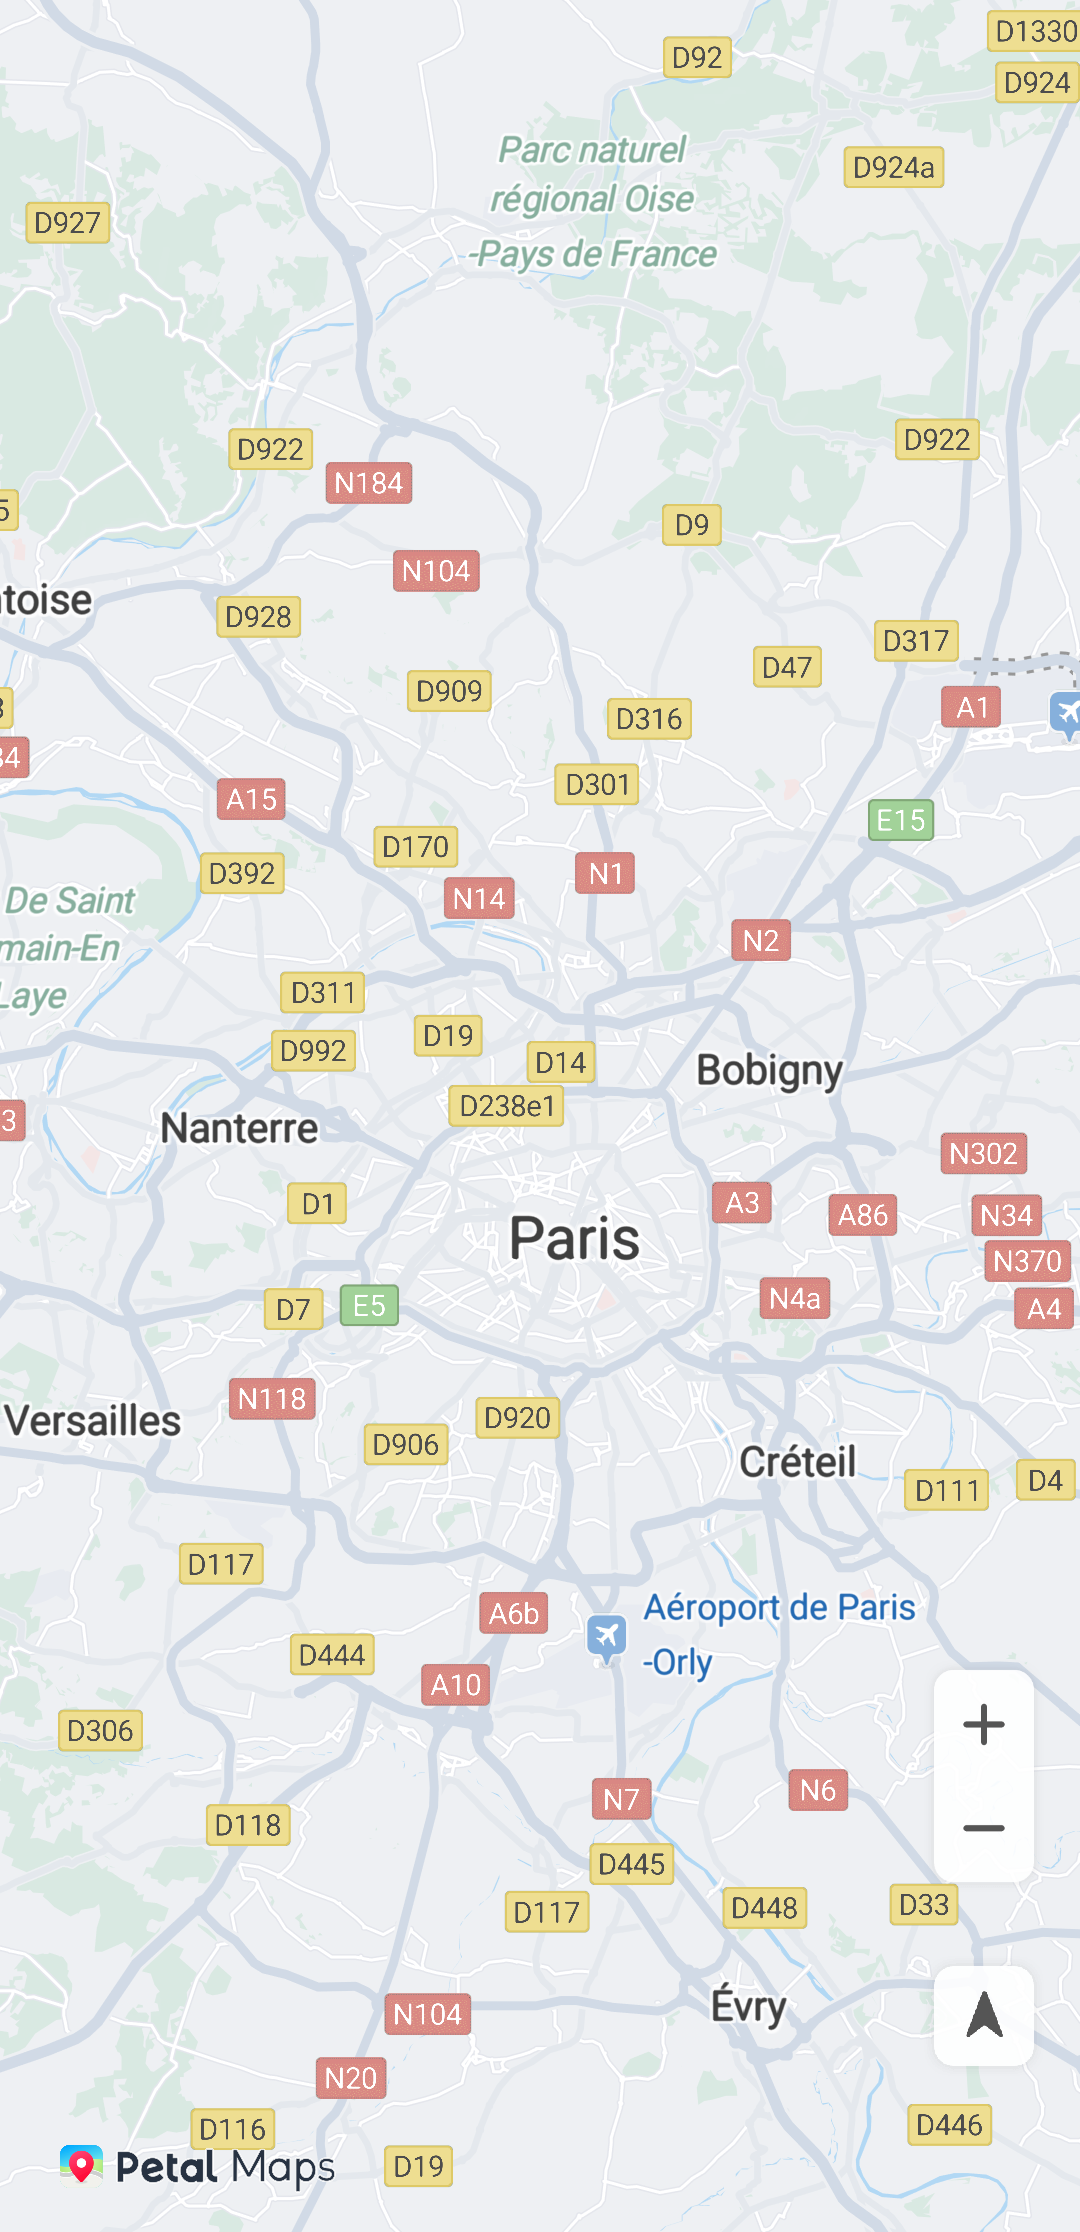 D1330
D92
D924
Parc naturel
D924a
régional Oise
D927
-Pays de France
D922
D922
N184
5
D9
N104
toise
D928
D317
D47
D909
A1
D316
34
D301
A15
E15
D170
D392
N1
De Saint
N14
N2
main-En
D311
Laye
D19
D992
D14
Bobigny
D238e1
3
Nanterre
N302
D1
A3
A86
N34
Paris
N370
N4a
D7
E5
A4
N118
Versailles
D920
D906
Créteil
D4
D111
D117
Aéroport de Paris
A6b
D444
-Orly
A10
D306
+
N6
N7
D118
−
D445
D33
D448
D117
Évry
N104
N20
D446
D116
Petal Maps
D19